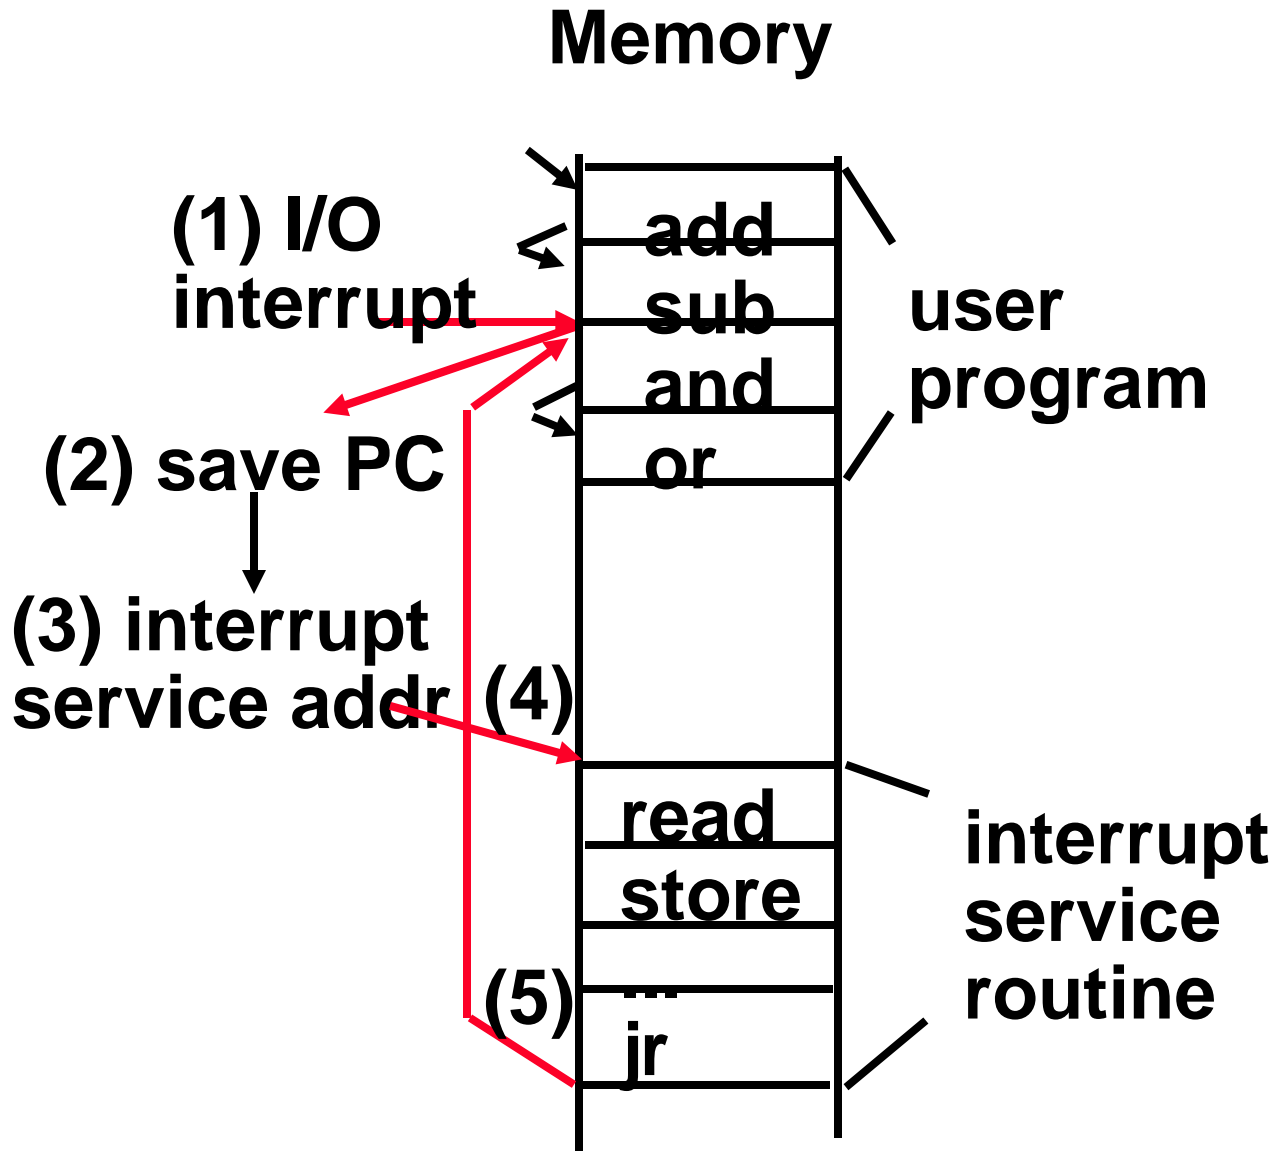 Memory
(1) I/O
interrupt
add
sub
and
or
user
program
(2) save PC
(3) interrupt
service addr
(4)
read
store
...
jr
(5)
interrupt
service
routine